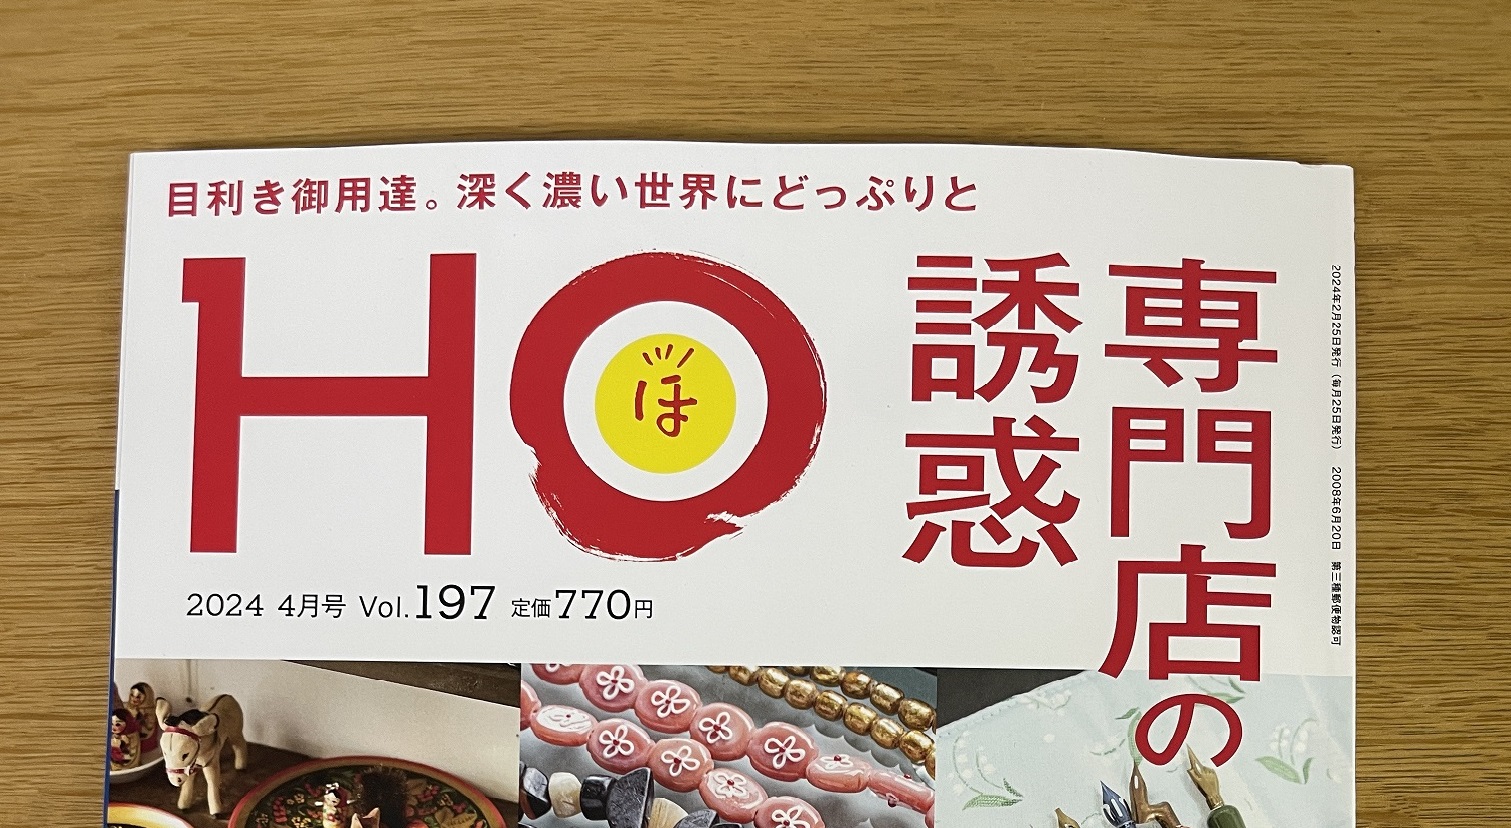 目利き御用達。深く濃い世界にどっぷりと
HO
ほ
専門店の
誘惑
2024 4月号 Vol.197 定価770円
2024年2月25日発行（毎月25日発行） 2008年6月20日 第三種郵便物認可